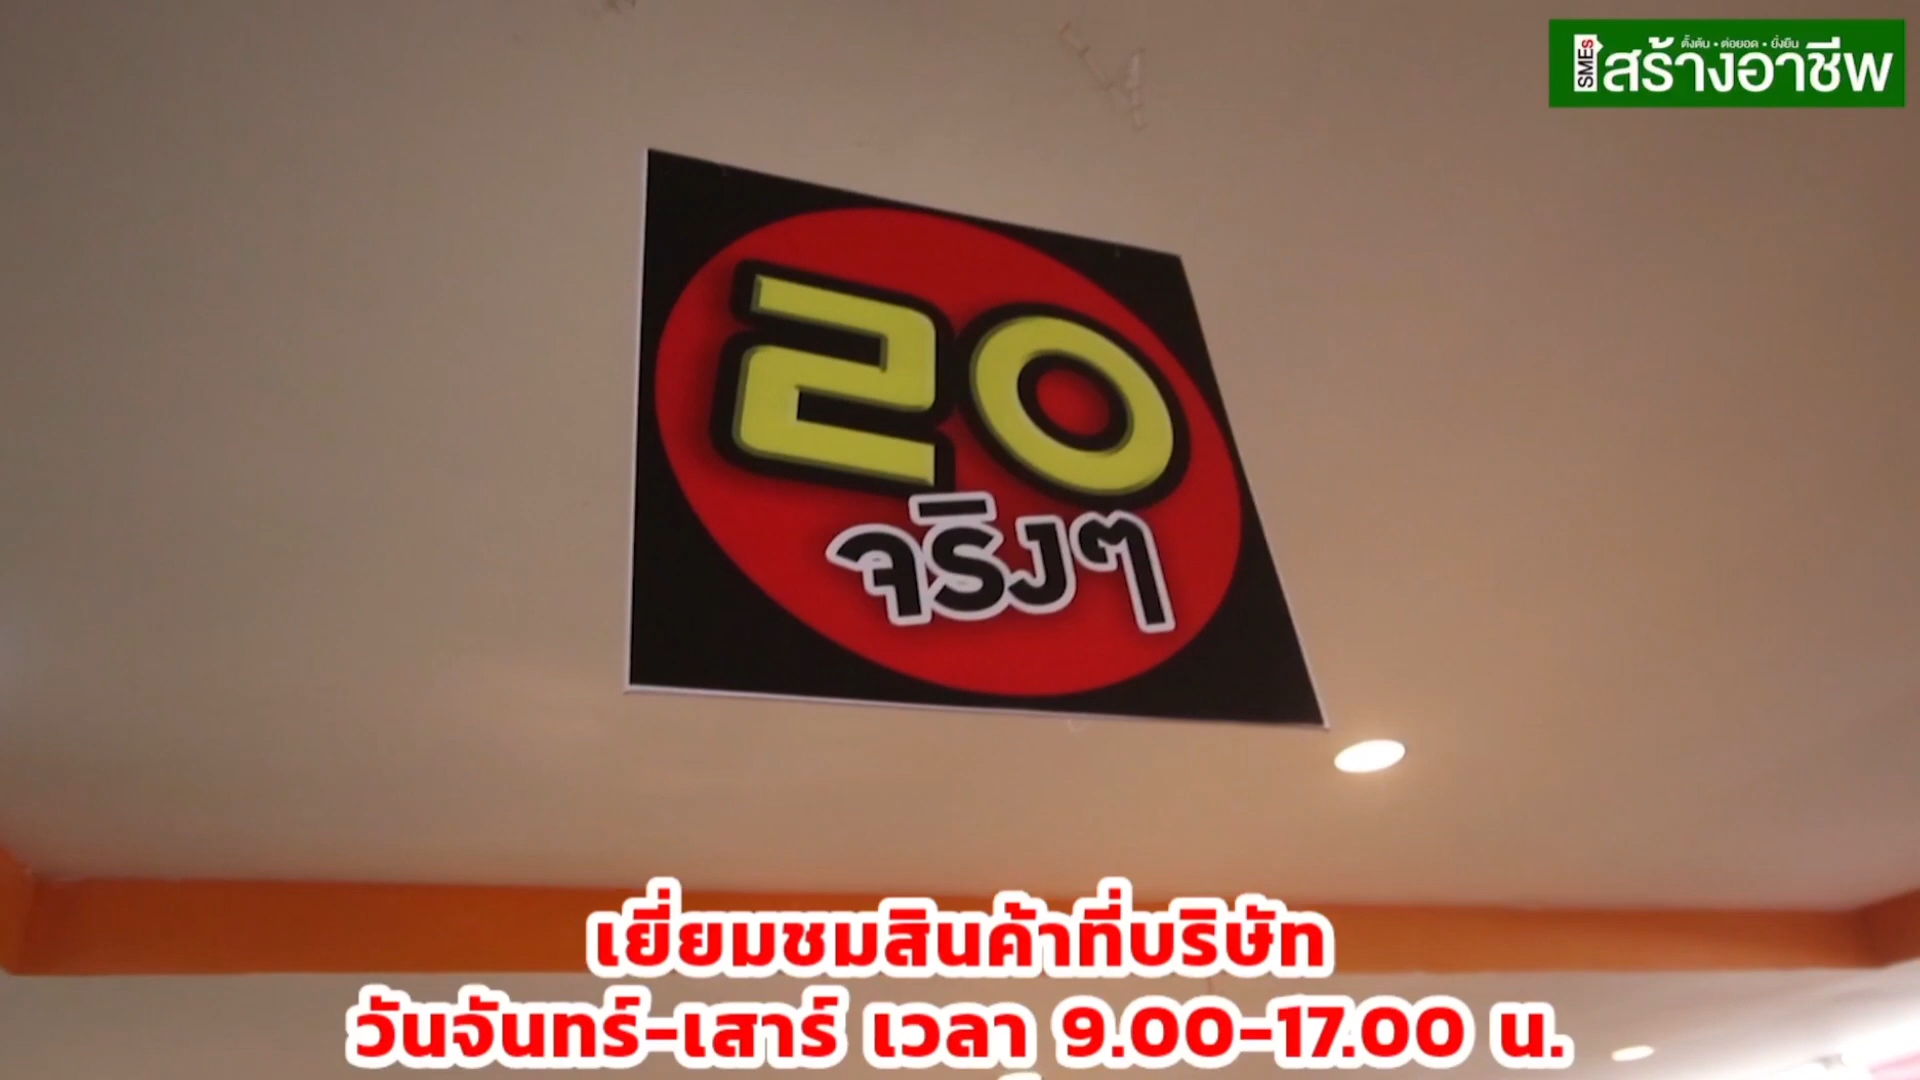 ตั้งต้น • ต่อยอด • ยั่งยืน
SMEs สร้างอาชีพ
20
จริงๆ
เยี่ยมชมสินค้าที่บริษัท
วันจันทร์-เสาร์ เวลา 9.00-17.00 น.